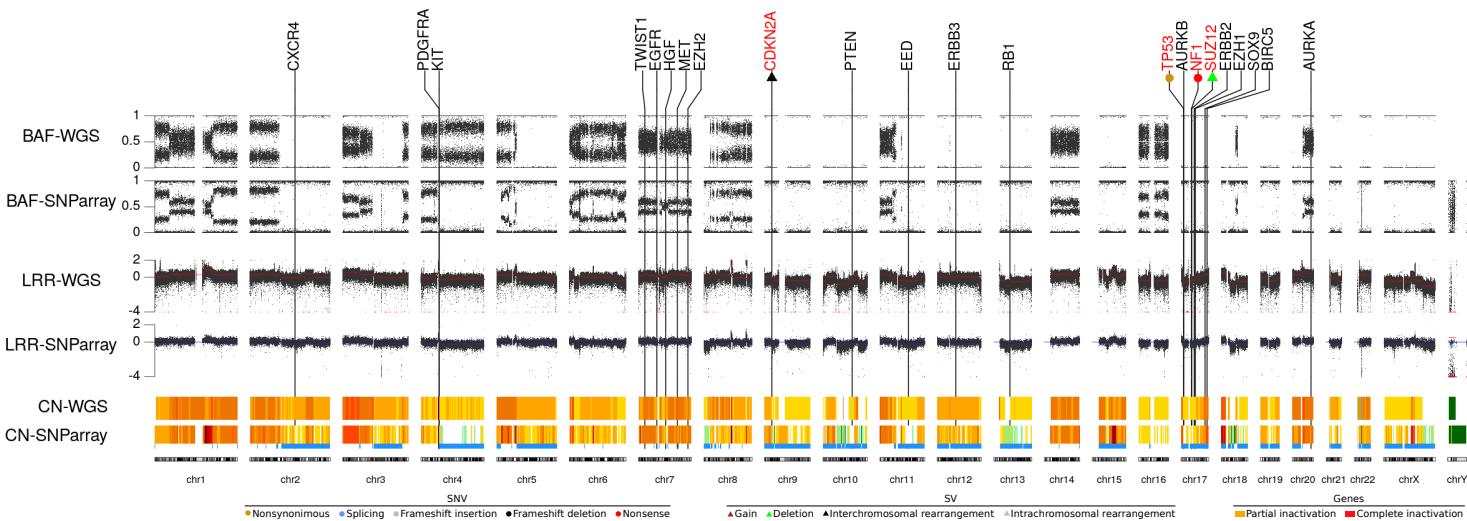 CXCR4
PDGFRA
KIT
TWIST1
EGFR
HGF
MET
EZH2
CDKN2A
PTEN
EED
ERBB3
RB1
TP53
AURKB
NF1
SUZ12
ERBB2
EZH1
SOX9
BIRC5
AURKA
BAF-WGS
1
0.5
0
BAF-SNParray
1
0.5
0
LRR-WGS
2
0
-4
LRR-SNParray
2
0
-4
CN-WGS
CN-SNParray
chr1 chr2 chr3 chr4 chr5 chr6 chr7 chr8 chr9 chr10 chr11 chr12 chr13 chr14 chr15 chr16 chr17 chr18 chr19 chr20 chr21 chr22 chrX chrY
SNV SV Genes
Nonsynonimous Splicing Frameshift insertion Frameshift deletion Nonsense Gain Deletion Interchromosomal rearrangement Intrachromosomal rearrangement Partial inactivation Complete inactivation